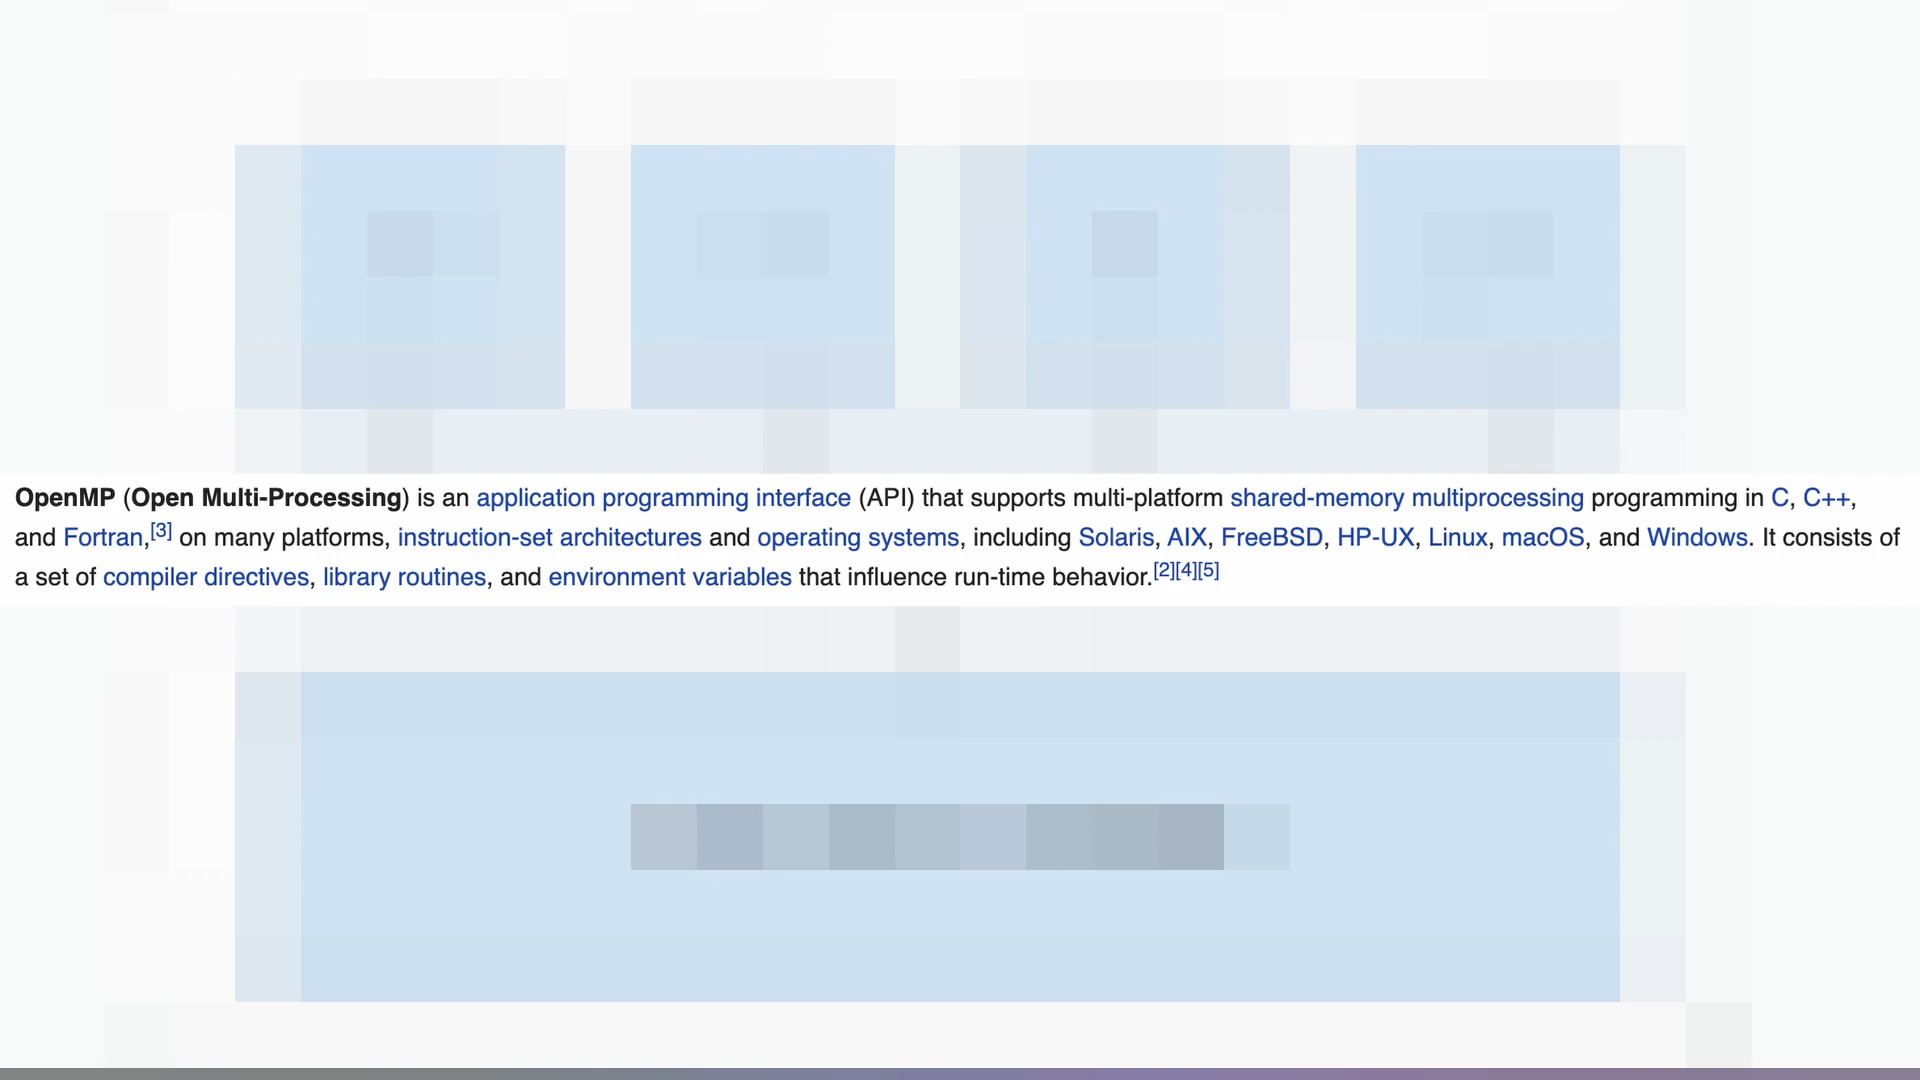 OpenMP (Open Multi-Processing) is an application programming interface (API) that supports multi-platform shared-memory multiprocessing programming in C, C++,
and Fortran,[3] on many platforms, instruction-set architectures and operating systems, including Solaris, AIX, FreeBSD, HP-UX, Linux, macOS, and Windows. It consists of
a set of compiler directives, library routines, and environment variables that influence run-time behavior.[2][4][5]